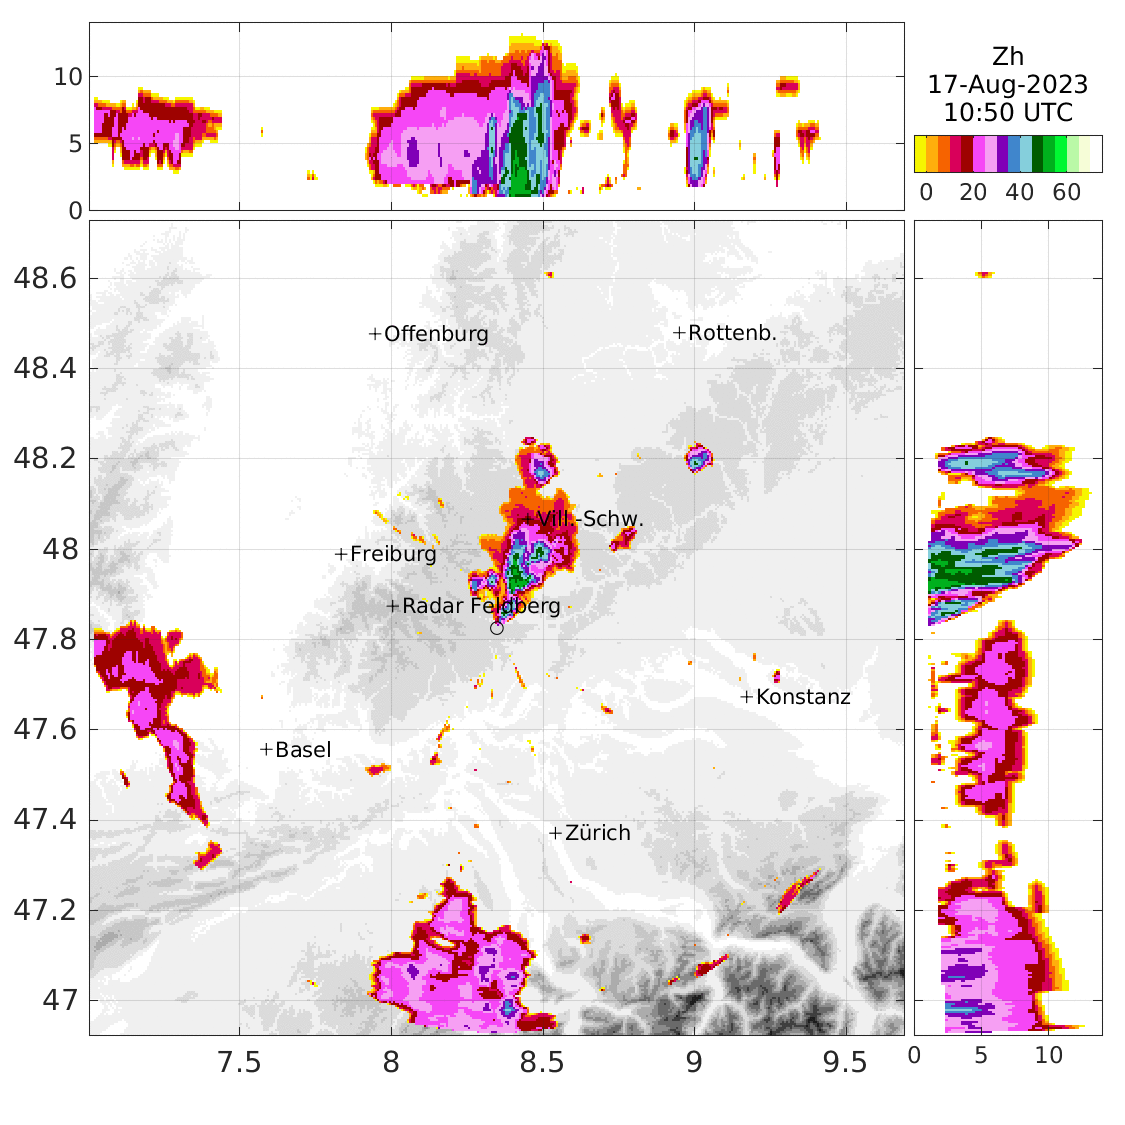 Zh
17-Aug-2023
10:50 UTC
0 20 40 60
10
5
0
48.6
48.4
48.2
48
47.8
47.6
47.4
47.2
47
+Offenburg
+Rottenb.
+Vill.-Schw.
+Freiburg
+Radar Feldberg
+Konstanz
+Basel
+Zürich
7.5 8 8.5 9 9.5
0 5 10